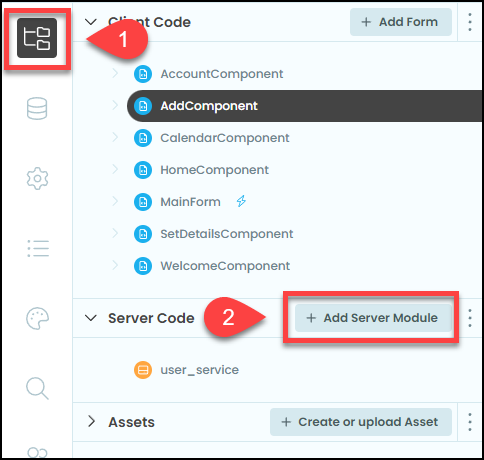 1
Client Code + Add Form
AccountComponent
AddComponent
CalendarComponent
HomeComponent
MainForm
SetDetailsComponent
WelcomeComponent
Server Code 2 + Add Server Module
user_service
Assets + Create or upload Asset